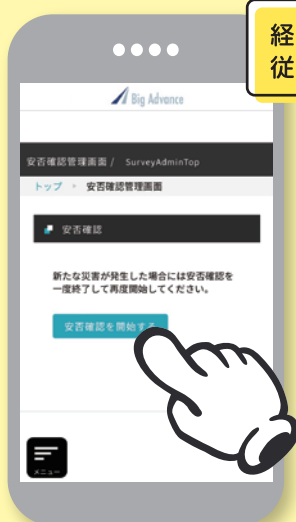 経
従
Big Advance
安否確認管理画面 / SurveyAdminTop
トップ > 安否確認管理画面
安否確認
新たな災害が発生した場合には安否確認を
一度終了して再度開始してください。
安否確認を開始する
メニュー